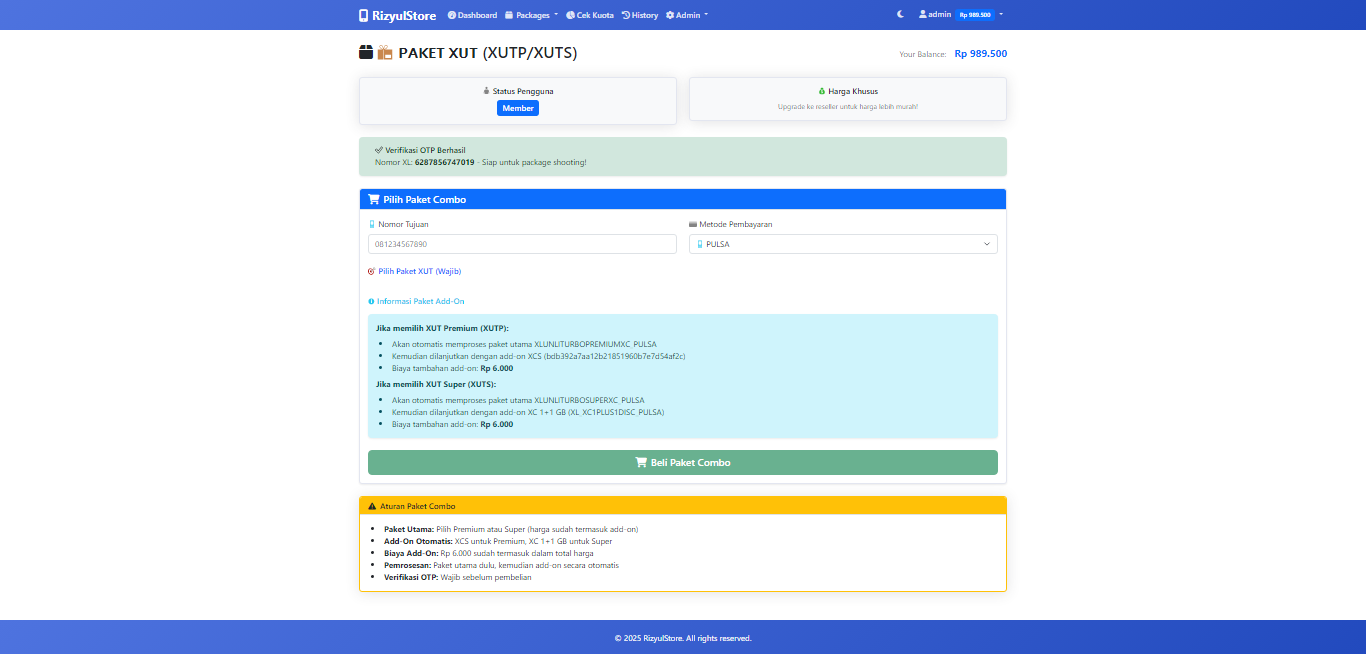 RizyulStore Dashboard Packages Cek Kuota History Admin admin Rp 989.500
PAKET XUT (XUTP/XUTS) Your Balance: Rp 989.500
Status Pengguna
Member
Harga Khusus
Upgrade ke reseller untuk harga lebih murah!
Verifikasi OTP Berhasil
Nomor XL: 6287856747019 - Siap untuk package shooting!
Pilih Paket Combo
Nomor Tujuan
081234567890
Metode Pembayaran
PULSA
Pilih Paket XUT (Wajib)
Informasi Paket Add-On
Jika memilih XUT Premium (XUTP):
Akan otomatis memproses paket utama XLUNLITURBOPREMIUMXC_PULSA
Kemudian dilanjutkan dengan add-on XCS (bdb392a7aa12b21851960b7e7d54af2c)
Biaya tambahan add-on: Rp 6.000
Jika memilih XUT Super (XUTS):
Akan otomatis memproses paket utama XLUNLITURBOSUPERXC_PULSA
Kemudian dilanjutkan dengan add-on XC 1+1 GB (XL_XC1PLUS1DISC_PULSA)
Biaya tambahan add-on: Rp 6.000
Beli Paket Combo
Aturan Paket Combo
Paket Utama: Pilih Premium atau Super (harga sudah termasuk add-on)
Add-On Otomatis: XCS untuk Premium, XC 1+1 GB untuk Super
Biaya Add-On: Rp 6.000 sudah termasuk dalam total harga
Pemrosesan: Paket utama dulu, kemudian add-on secara otomatis
Verifikasi OTP: Wajib sebelum pembelian
© 2025 RizyulStore. All rights reserved.